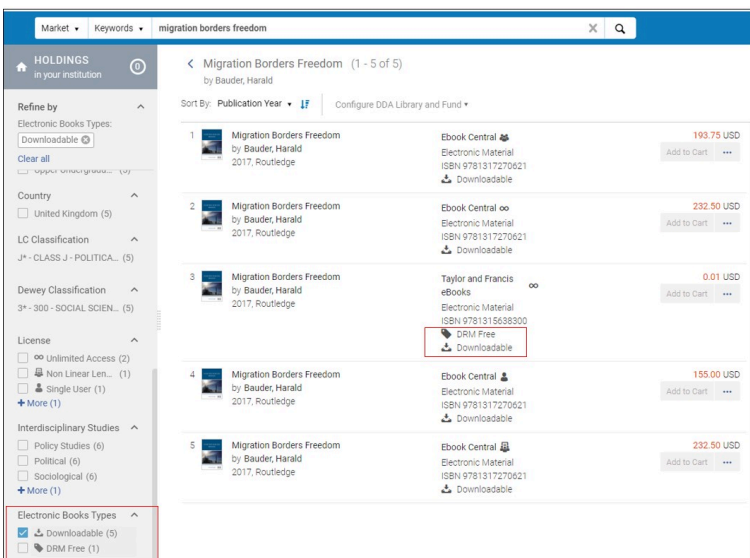 Market
Keywords
migration borders freedom
HOLDINGS
in your institution
0
Refine by
Electronic Books Types:
Downloadable
Clear all
Upper Undergradu... (5)
Country
United Kingdom (5)
LC Classification
J* - CLASS J - POLITICA... (5)
Dewey Classification
3* - 300 - SOCIAL SCIEN... (5)
License
Unlimited Access (2)
Non Linear Len... (1)
Single User (1)
+ More (1)
Interdisciplinary Studies
Policy Studies (6)
Political (6)
Sociological (6)
+ More (1)
Electronic Books Types
Downloadable (5)
DRM Free (1)
Migration Borders Freedom (1 - 5 of 5)
by Bauder, Harald
Sort By: Publication Year
Configure DDA Library and Fund
1
Migration Borders Freedom
by Bauder, Harald
2017, Routledge
Ebook Central
Electronic Material
ISBN 9781317270621
Downloadable
193.75 USD
Add to Cart
2
Migration Borders Freedom
by Bauder, Harald
2017, Routledge
Ebook Central
Electronic Material
ISBN 9781317270621
Downloadable
232.50 USD
Add to Cart
3
Migration Borders Freedom
by Bauder, Harald
2017, Routledge
Taylor and Francis
eBooks
Electronic Material
ISBN 9781315638300
DRM Free
Downloadable
0.01 USD
Add to Cart
4
Migration Borders Freedom
by Bauder, Harald
2017, Routledge
Ebook Central
Electronic Material
ISBN 9781317270621
Downloadable
155.00 USD
Add to Cart
5
Migration Borders Freedom
by Bauder, Harald
2017, Routledge
Ebook Central
Electronic Material
ISBN 9781317270621
Downloadable
232.50 USD
Add to Cart